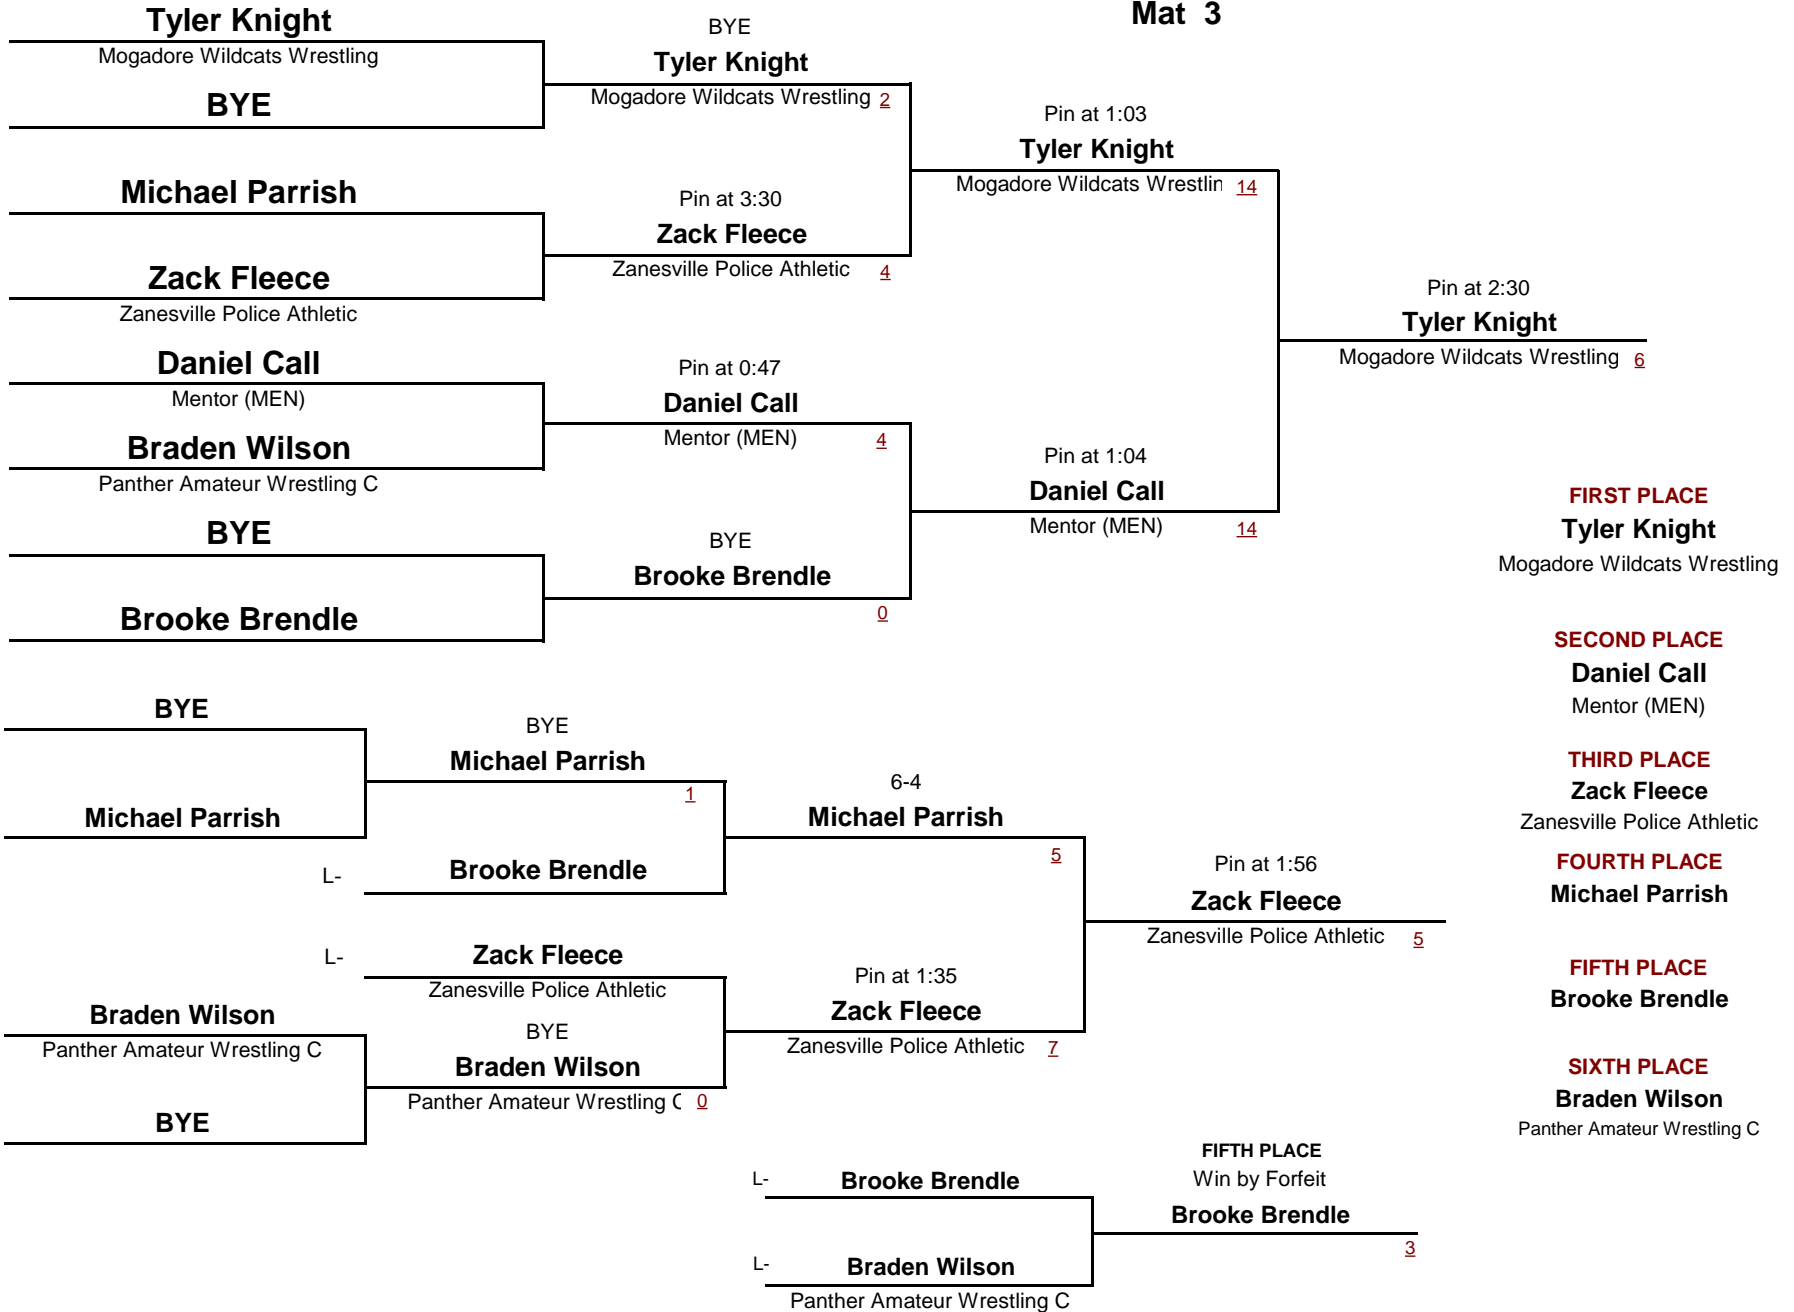 Mat 3
Tyler Knight
Mogadore Wildcats Wrestling
BYE
Michael Parrish
Zack Fleece
Zanesville Police Athletic
Daniel Call
Mentor (MEN)
Braden Wilson
Panther Amateur Wrestling C
BYE
Brooke Brendle
BYE
Tyler Knight
Mogadore Wildcats Wrestling 2
Pin at 3:30
Zack Fleece
Zanesville Police Athletic 4
Pin at 0:47
Daniel Call
Mentor (MEN) 4
BYE
Brooke Brendle
0
Pin at 1:03
Tyler Knight
Mogadore Wildcats Wrestlin 14
Pin at 1:04
Daniel Call
Mentor (MEN) 14
Pin at 2:30
Tyler Knight
Mogadore Wildcats Wrestling 6
BYE
Michael Parrish
Braden Wilson
Panther Amateur Wrestling C
BYE
BYE
Michael Parrish
1
L- Brooke Brendle
L- Zack Fleece
Zanesville Police Athletic
BYE
Braden Wilson
Panther Amateur Wrestling C 0
6-4
Michael Parrish
5
Pin at 1:35
Zack Fleece
Zanesville Police Athletic 7
Pin at 1:56
Zack Fleece
Zanesville Police Athletic 5
L- Brooke Brendle
L- Braden Wilson
Panther Amateur Wrestling C
FIFTH PLACE
Win by Forfeit
Brooke Brendle
3
FIRST PLACE
Tyler Knight
Mogadore Wildcats Wrestling
SECOND PLACE
Daniel Call
Mentor (MEN)
THIRD PLACE
Zack Fleece
Zanesville Police Athletic
FOURTH PLACE
Michael Parrish
FIFTH PLACE
Brooke Brendle
SIXTH PLACE
Braden Wilson
Panther Amateur Wrestling C